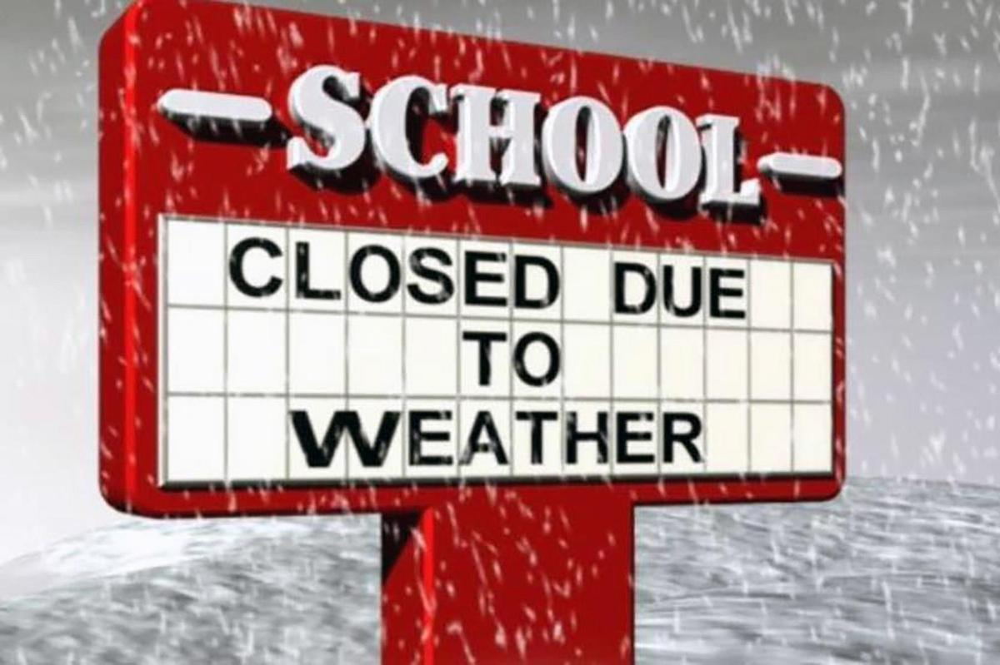 -SCHOOL-
CLOSED DUE
TO
WEATHER